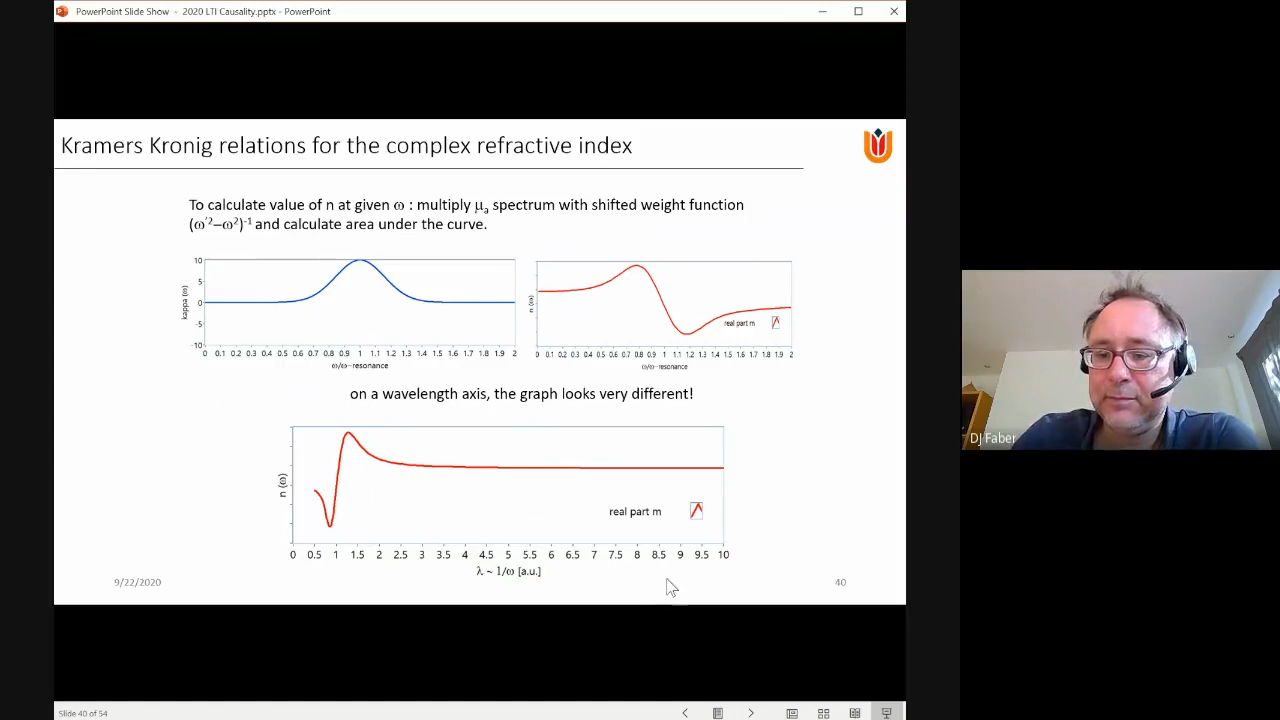 PowerPoint Slide Show - 2020 LTI Causality.pptx - PowerPoint
Kramers Kronig relations for the complex refractive index
To calculate value of n at given ω : multiply μa spectrum with shifted weight function
(ω′2−ω2)-1 and calculate area under the curve.
kappa (ω)
10
5
0
-5
-10
0 0.1 0.2 0.3 0.4 0.5 0.6 0.7 0.8 0.9 1 1.1 1.2 1.3 1.4 1.5 1.6 1.7 1.8 1.9 2
ω/ω−resonance
n (ω)
real part m
0 0.1 0.2 0.3 0.4 0.5 0.6 0.7 0.8 0.9 1 1.1 1.2 1.3 1.4 1.5 1.6 1.7 1.8 1.9 2
ω/ω−resonance
on a wavelength axis, the graph looks very different!
n (ω)
real part m
0 0.5 1 1.5 2 2.5 3 3.5 4 4.5 5 5.5 6 6.5 7 7.5 8 8.5 9 9.5 10
λ ~ 1/ω [a.u.]
9/22/2020
40
DJ Faber
Slide 40 of 54